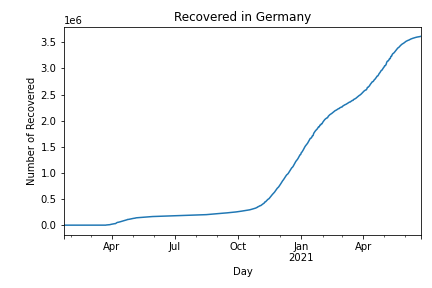 Recovered in Germany
1e6
3.5
3.0
2.5
2.0
1.5
1.0
0.5
0.0
Number of Recovered
Apr Jul Oct Jan Apr
2021
Day